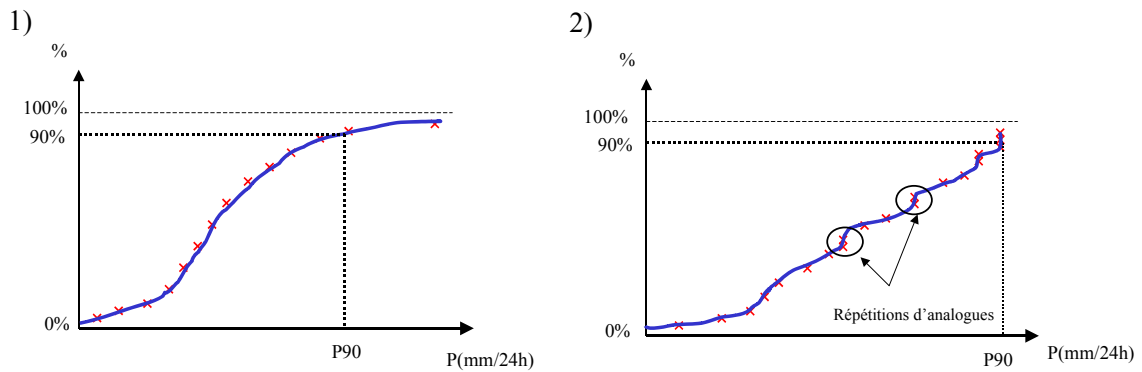 1)
%
100%
90%
0%
P90
P(mm/24h)
2)
%
100%
90%
0%
Répétitions d'analogues
P90
P(mm/24h)